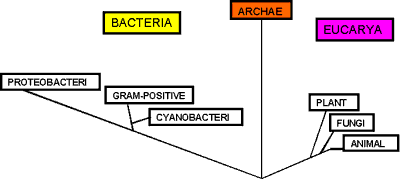 BACTERIA
ARCHAE
EUCARYA
PROTEOBACTERI
GRAM-POSITIVE
CYANOBACTERI
PLANT
FUNGI
ANIMAL